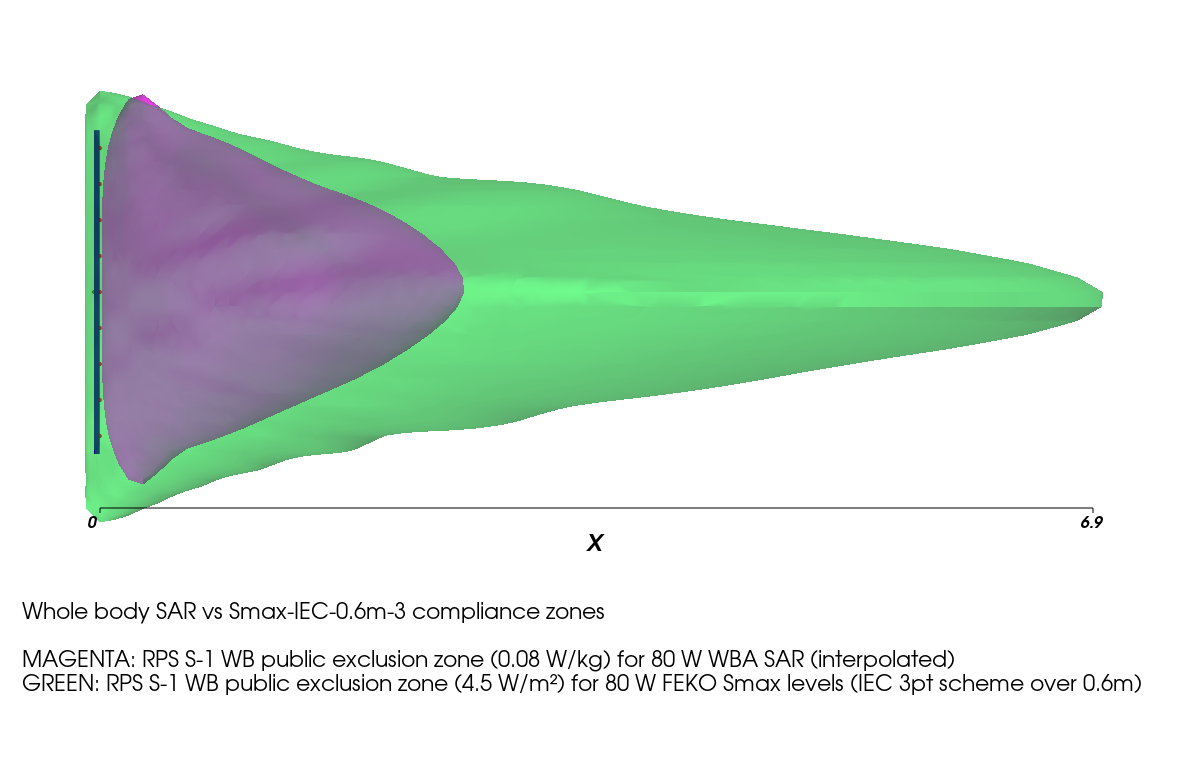 0
6.9
X
Whole body SAR vs Smax-IEC-0.6m-3 compliance zones
MAGENTA: RPS S-1 WB public exclusion zone (0.08 W/kg) for 80 W WBA SAR (interpolated)
GREEN: RPS S-1 WB public exclusion zone (4.5 W/m²) for 80 W FEKO Smax levels (IEC 3pt scheme over 0.6m)